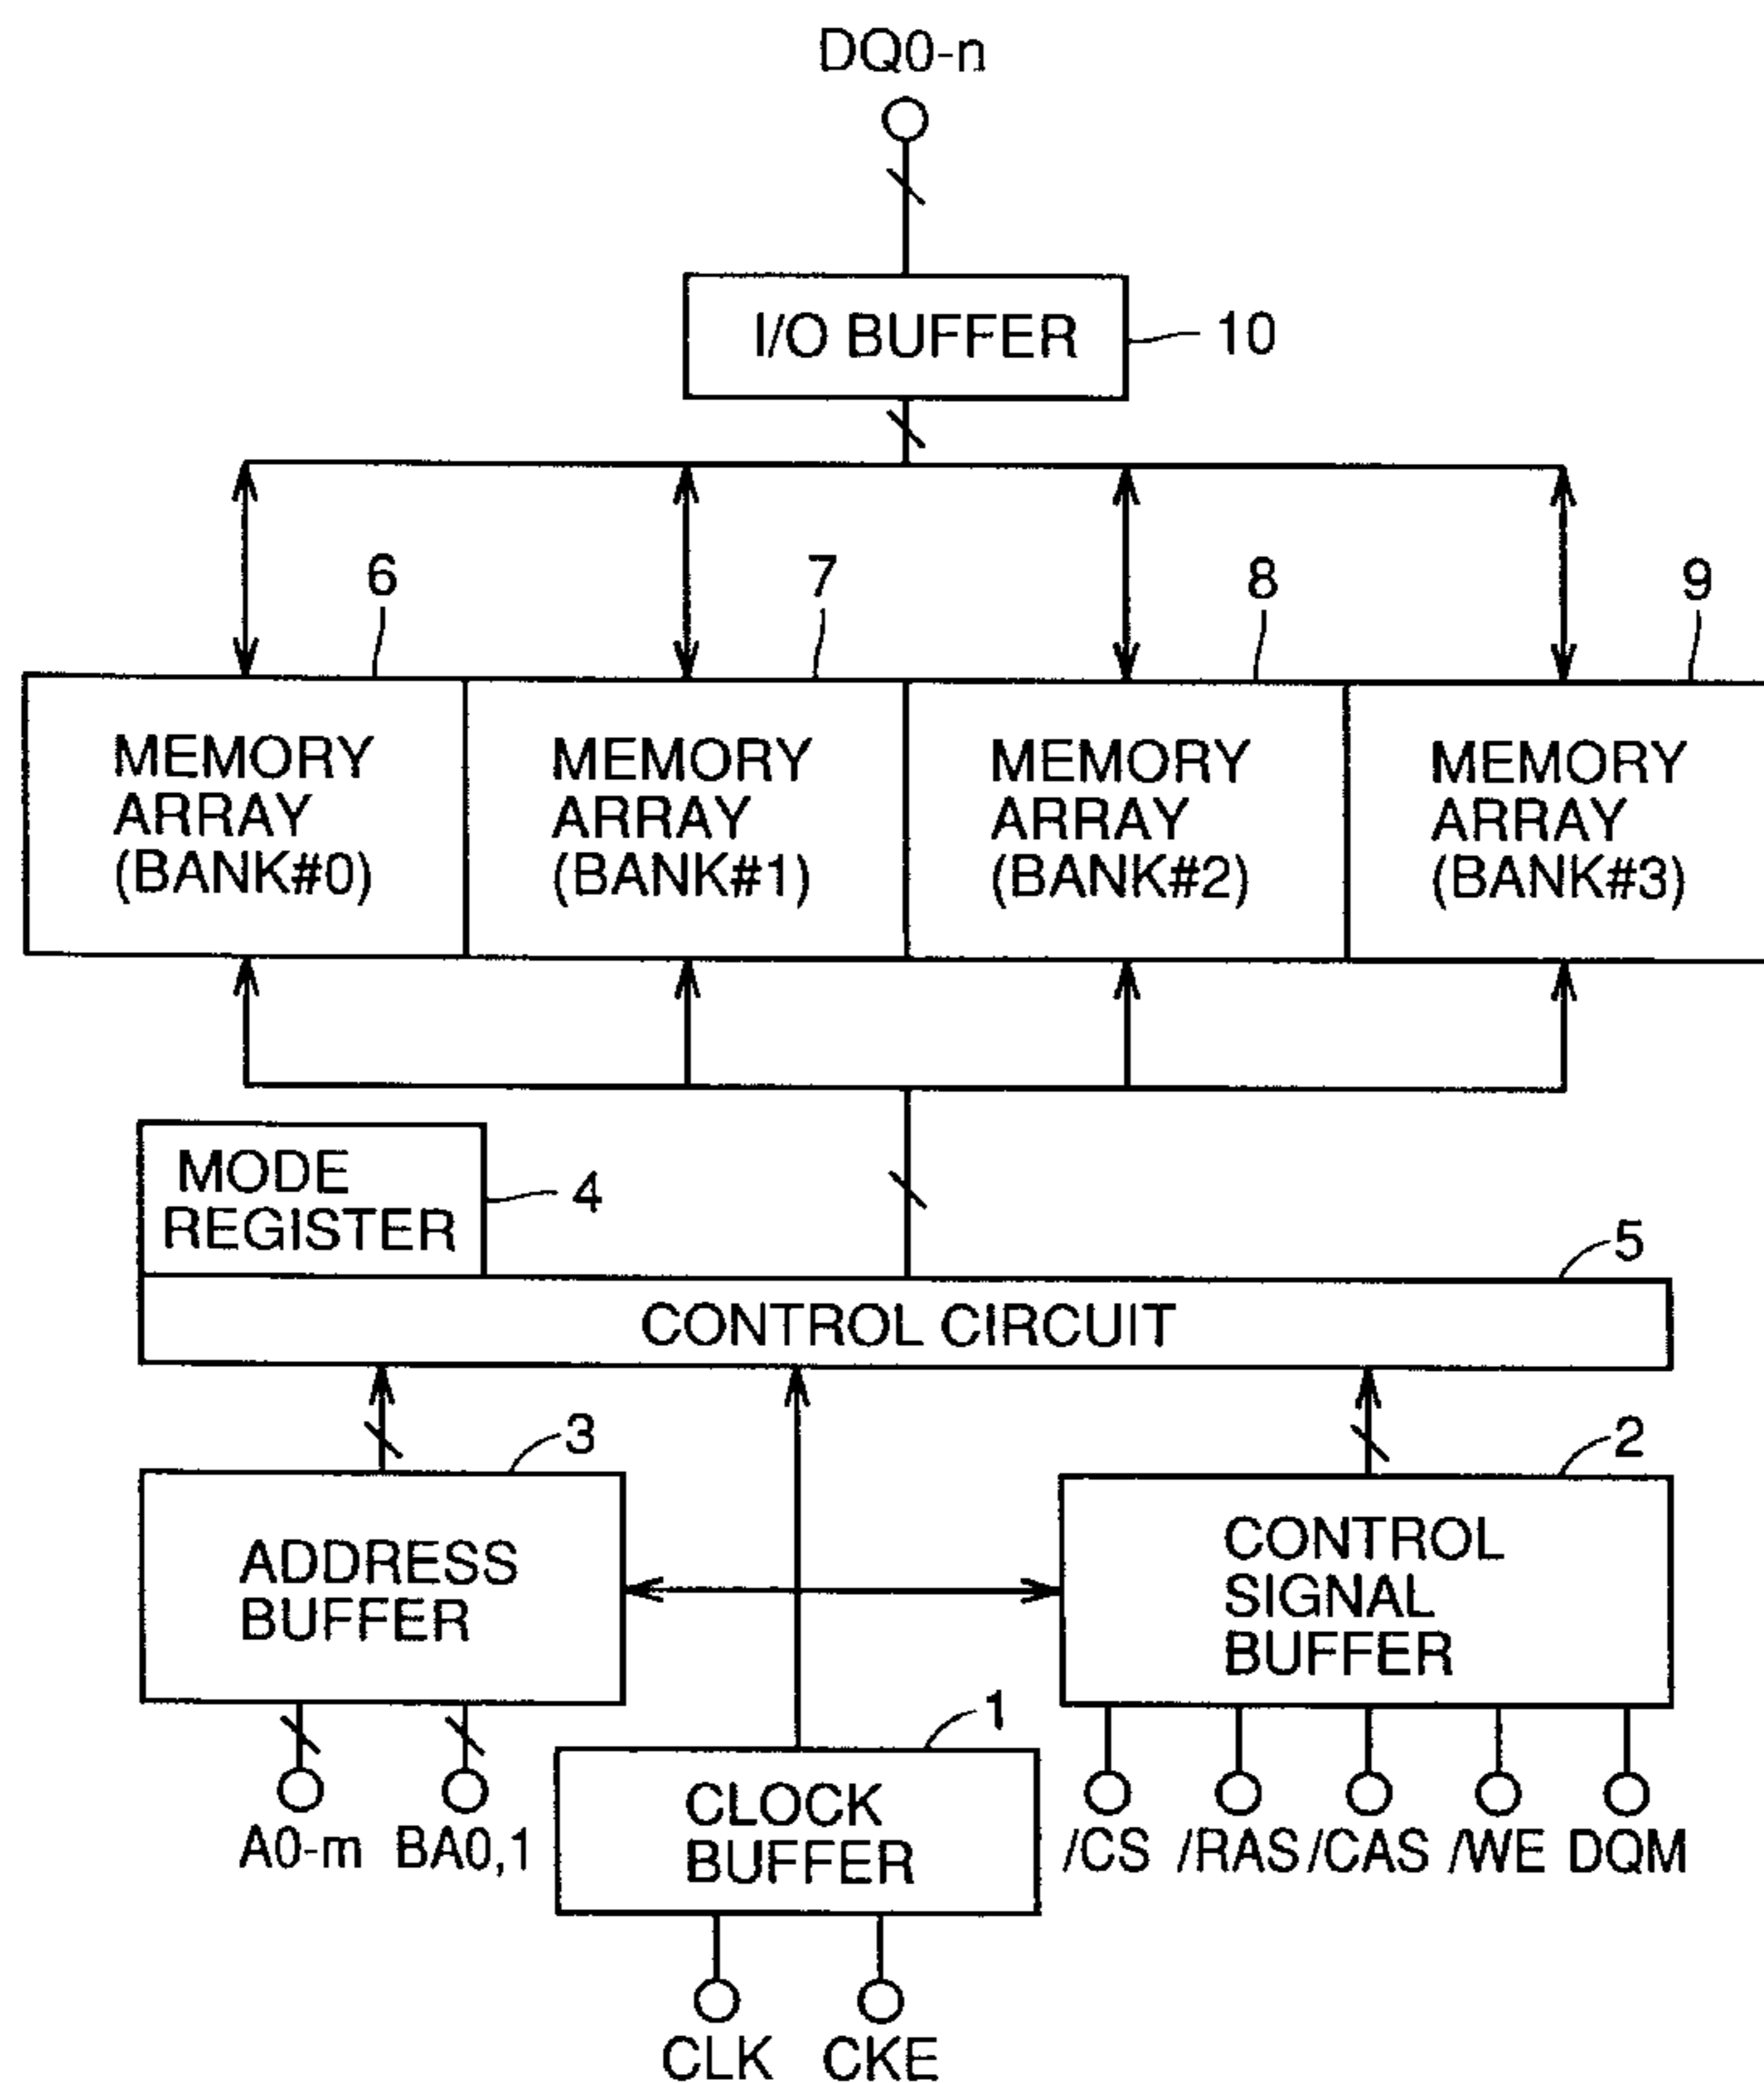 DQ0-n
I/O BUFFER
10
6
7
8
9
MEMORY
ARRAY
(BANK#0)
MEMORY
ARRAY
(BANK#1)
MEMORY
ARRAY
(BANK#2)
MEMORY
ARRAY
(BANK#3)
MODE
REGISTER
4
5
CONTROL CIRCUIT
3
2
ADDRESS
BUFFER
CONTROL
SIGNAL
BUFFER
1
A0-m
BA0,1
CLOCK
BUFFER
/CS
/RAS
/CAS
/WE
DQM
CLK
CKE